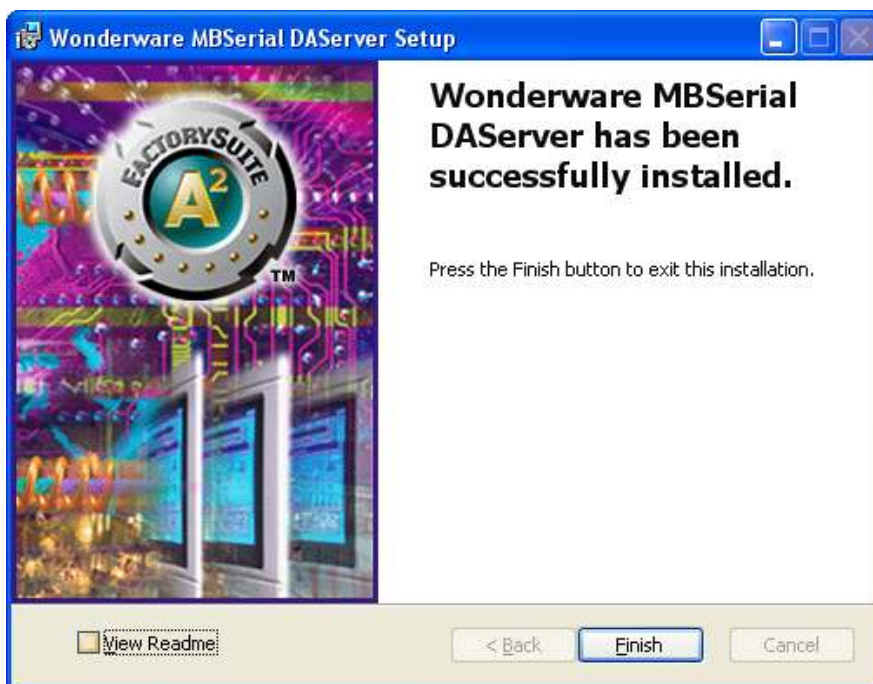 Wonderware MBSerial DAServer Setup
FACTORYSUITE
A²
TM
Wonderware MBSerial
DAServer has been
successfully installed.
Press the Finish button to exit this installation.
View Readme
< Back
Finish
Cancel